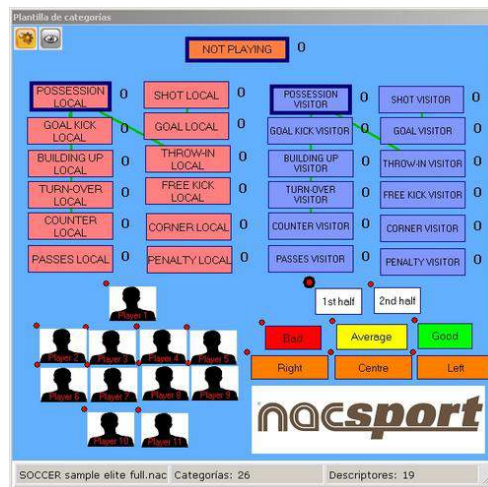 Plantilla de categorías
NOT PLAYING 0
POSSESSION LOCAL 0
SHOT LOCAL 0
POSSESSION VISITOR 0
SHOT VISITOR 0
GOAL KICK LOCAL 0
GOAL LOCAL 0
GOAL KICK VISITOR 0
GOAL VISITOR 0
BUILDING UP LOCAL 0
THROW-IN LOCAL 0
BUILDING UP VISITOR 0
THROW-IN VISITOR 0
TURN-OVER LOCAL 0
FREE KICK LOCAL 0
TURN-OVER VISITOR 0
FREE KICK VISITOR 0
COUNTER LOCAL 0
CORNER LOCAL 0
COUNTER VISITOR 0
CORNER VISITOR 0
PASSES LOCAL 0
PENALTY LOCAL 0
PASSES VISITOR 0
PENALTY VISITOR 0
Player 1
1st half
2nd half
Player 2
Player 3
Player 4
Player 5
Bad
Average
Good
Right
Centre
Left
Player 6
Player 7
Player 8
Player 9
Player 10
Player 11
nacsport
SOCCER sample elite full.nac
Categorías: 26
Descriptores: 19